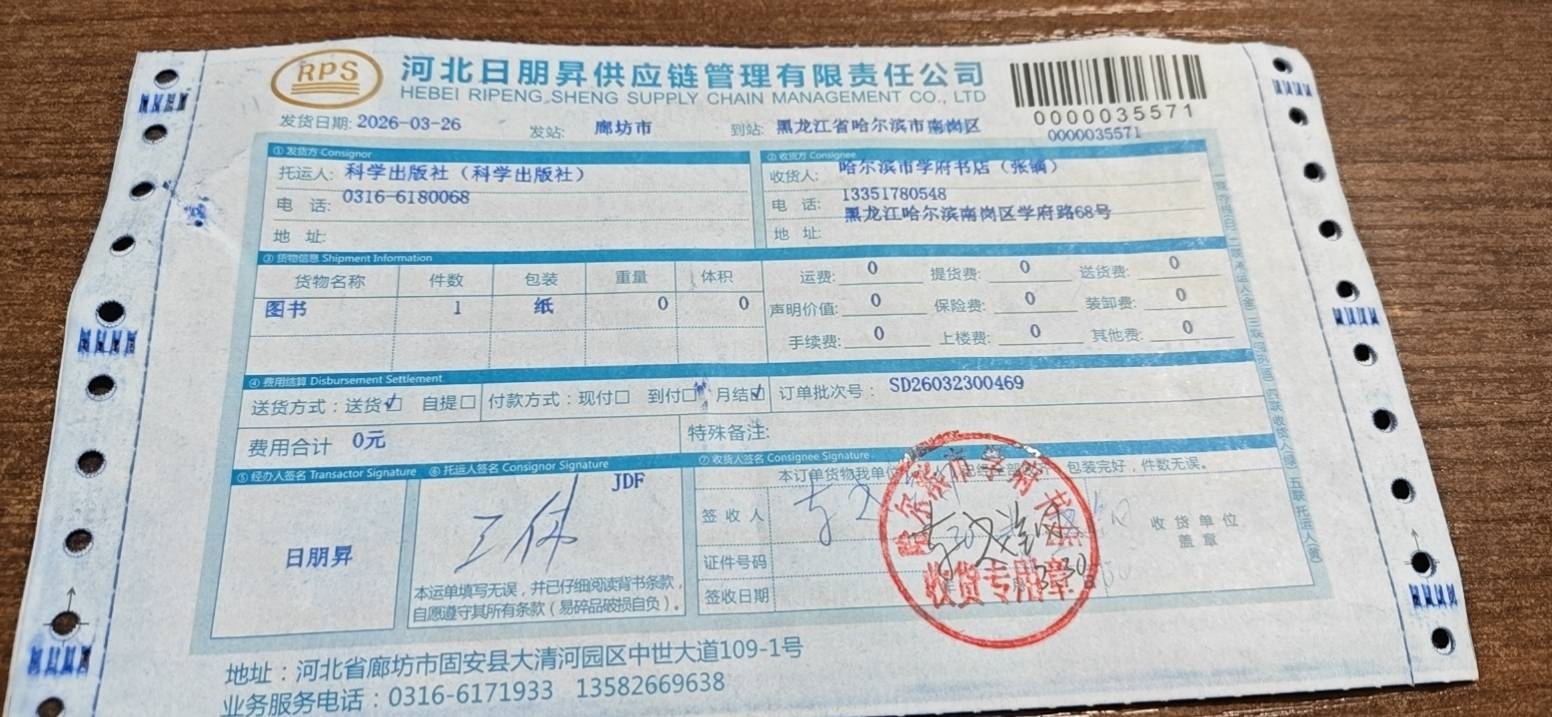 RPS
河北日朋昇供应链管理有限责任公司
HEBEI RIPENG SHENG SUPPLY CHAIN MANAGEMENT CO., LTD
0000035571
0000035571
发货日期: 2026-03-26 发站: 廊坊市 到站: 黑龙江省哈尔滨市南岗区
① 发货方 Consignor
托运人: 科学出版社（科学出版社）
电 话: 0316-6180068
地 址:
② 收货方 Consignee
收货人: 哈尔滨市学府书店（张镝）
电 话: 13351780548
黑龙江哈尔滨南岗区学府路68号
地 址:
③ 货物信息 Shipment Information
货物名称 件数 包装 重量 体积
图书 1 纸 0 0
运费: 0 提货费: 0 送货费: 0
声明价值: 0 保险费: 0 装卸费: 0
手续费: 0 上楼费: 0 其他费: 0
④ 费用结算 Disbursement Settlement
送货方式：送货☑ 自提□ 付款方式：现付□ 到付□ 月结☑ 订单批次号： SD26032300469
费用合计 0元 特殊备注:
⑤ 经办人签名 Transactor Signature
日朋昇
⑥ 托运人签名 Consignor Signature
JDF
本运单填写无误，并已仔细阅读背书条款，
自愿遵守其所有条款（易碎品破损自负）。
⑦ 收货人签名 Consignee Signature
本订单货物我单位 包装完好，件数无误。
签 收 人
证件号码
签收日期
收 货 单 位
盖 章
哈尔滨市学府书店
收货专用章
3.30
地址：河北省廊坊市固安县大清河园区中世大道109-1号
业务服务电话：0316-6171933 13582669638